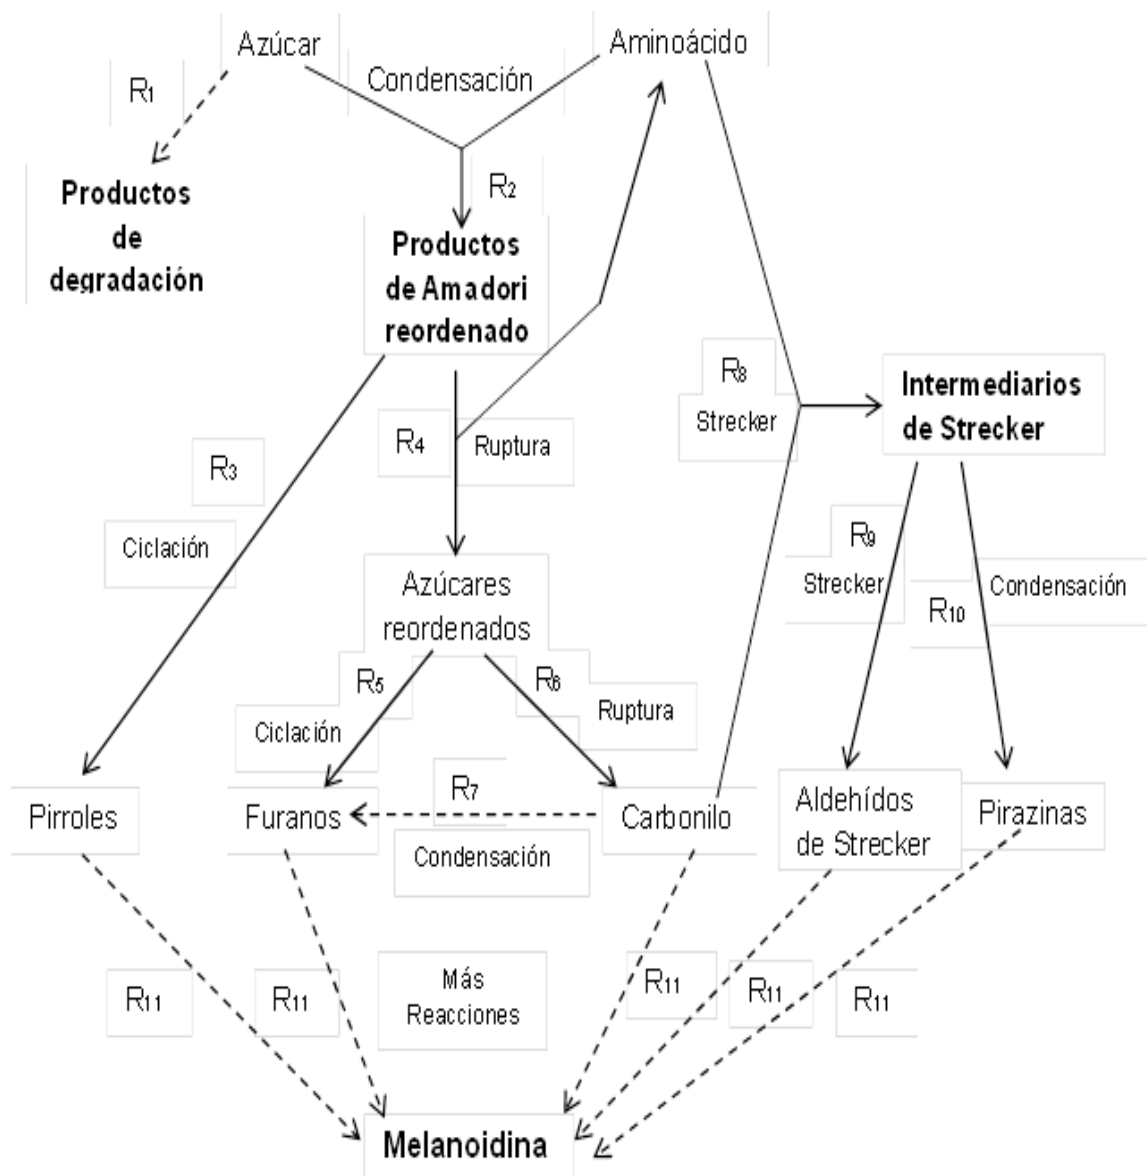 Azúcar
Aminoácido
Condensación
R1
Productos
de
degradación
R2
Productos
de Amadori
reordenado
R8
Strecker
Intermediarios
de Strecker
R4
Ruptura
R3
Ciclación
R9
Strecker
R10
Condensación
Azúcares
reordenados
R5
Ciclación
R6
Ruptura
R7
Condensación
Pirroles
Furanos
Carbonilo
Aldehídos
de Strecker
Pirazinas
R11
R11
Más
Reacciones
R11
R11
R11
Melanoidina